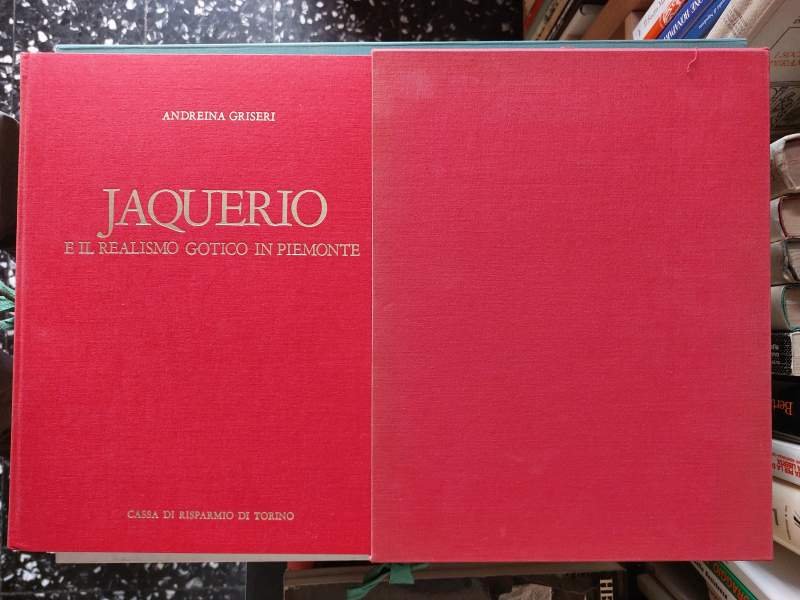 ANDREINA GRISERI
JAQUERIO
E IL REALISMO GOTICO IN PIEMONTE
CASSA DI RISPARMIO DI TORINO